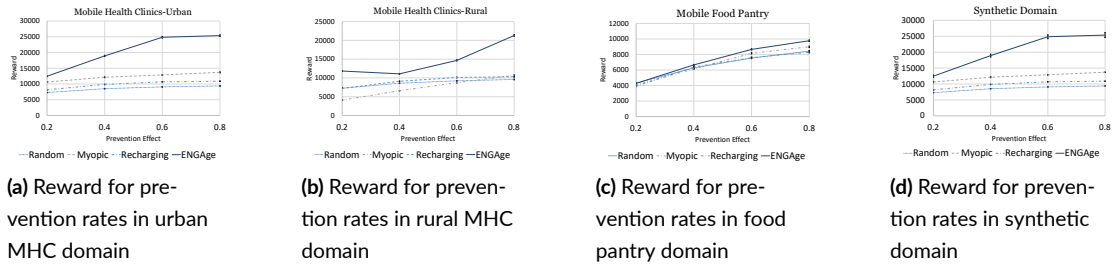 Mobile Health Clinics-Urban
30000
25000
20000
15000
10000
5000
0
Reward
0.2 0.4 0.6 0.8
Prevention Effect
Random Myopic Recharging ENGAge
(a) Reward for pre-
vention rates in urban
MHC domain
Mobile Health Clinics-Rural
25000
20000
15000
10000
5000
0
Reward
0.2 0.4 0.6 0.8
Prevention Effect
Random Myopic Recharging ENGAge
(b) Reward for preven-
tion rates in rural MHC
domain
Mobile Food Pantry
12000
10000
8000
6000
4000
2000
0
Reward
0.2 0.4 0.6 0.8
Prevention Effect
Random Myopic Recharging ENGAge
(c) Reward for pre-
vention rates in food
pantry domain
Synthetic Domain
30000
25000
20000
15000
10000
5000
0
Reward
0.2 0.4 0.6 0.8
Prevention Effect
Random Myopic Recharging ENGAge
(d) Reward for preven-
tion rates in synthetic
domain